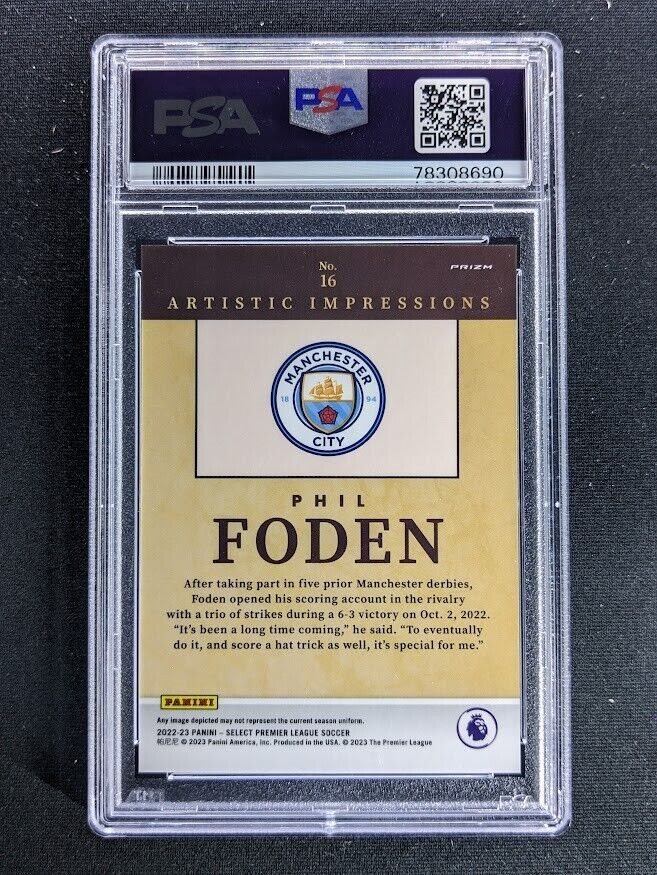 PSA
PSA
78308690
No.
16
PRIZM
ARTISTIC IMPRESSIONS
MANCHESTER
18 94
CITY
PHIL
FODEN
After taking part in five prior Manchester derbies,
Foden opened his scoring account in the rivalry
with a trio of strikes during a 6-3 victory on Oct. 2, 2022.
“It's been a long time coming,” he said. “To eventually
do it, and score a hat trick as well, it's special for me.”
PANINI
Any image depicted may not represent the current season uniform.
2022-23 PANINI – SELECT PREMIER LEAGUE SOCCER
帕尼尼 © 2023 Panini America, Inc. Produced in the USA. © 2023 The Premier League